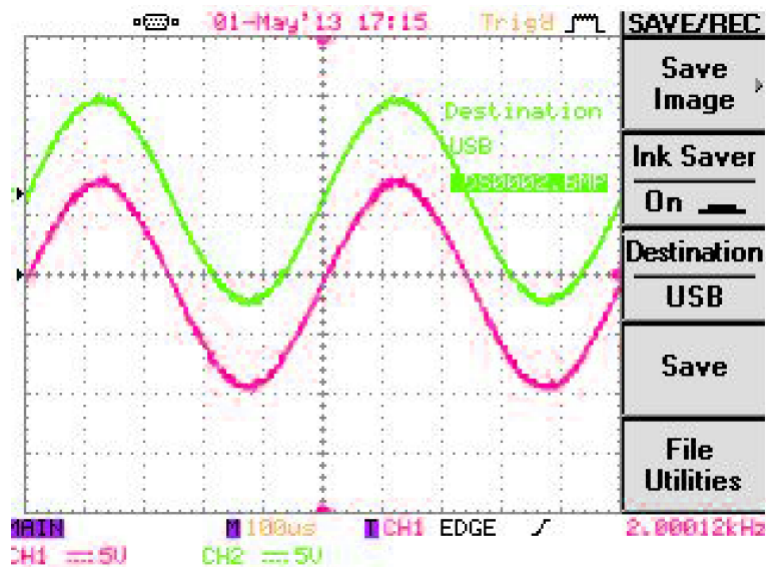 01-May'13 17:15 Trig'd SAVE/REC
Save
Image
Destination
USB
DS0002.BMP
Ink Saver
On
Destination
USB
Save
File
Utilities
MAIN M 100us T CH1 EDGE 2.00012kHz
CH1 5V CH2 5V